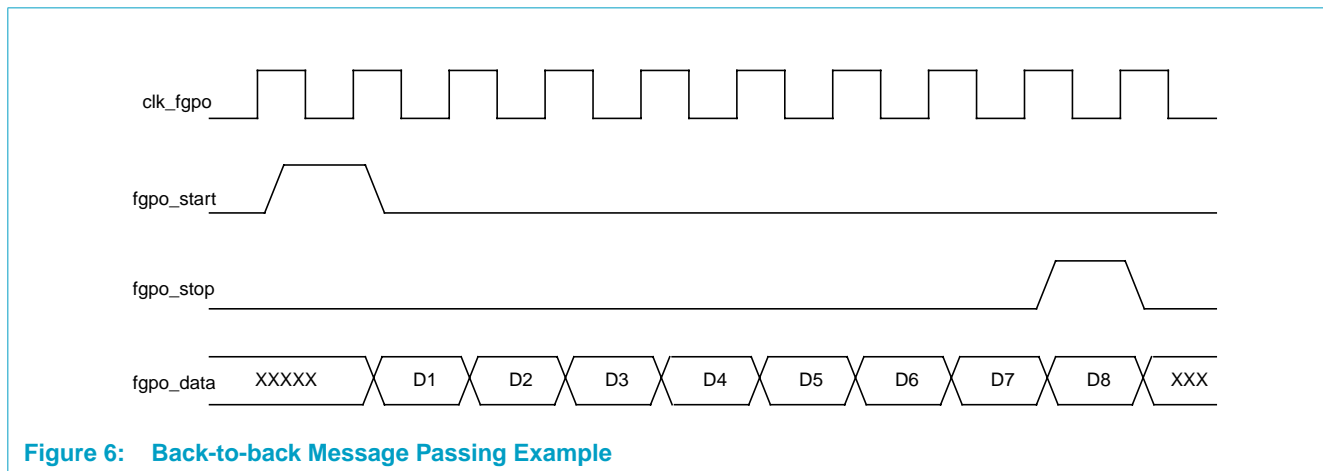 clk_fgpo
fgpo_start
fgpo_stop
fgpo_data XXXXX D1 D2 D3 D4 D5 D6 D7 D8 XXX
Figure 6: Back-to-back Message Passing Example